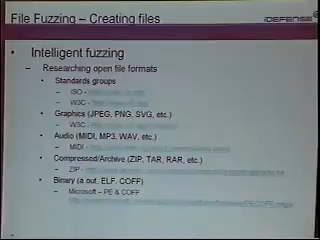 File Fuzzing – Creating files
iDEFENSE
• Intelligent fuzzing
– Researching open file formats
• Standards groups
– ISO -
– W3C -
• Graphics (JPEG, PNG, SVG, etc.)
– W3C -
• Audio (MIDI, MP3, WAV, etc.)
– MIDI -
• Compressed/Archive (ZIP, TAR, RAR, etc.)
– ZIP -
• Binary (a.out, ELF, COFF)
– Microsoft – PE & COFF